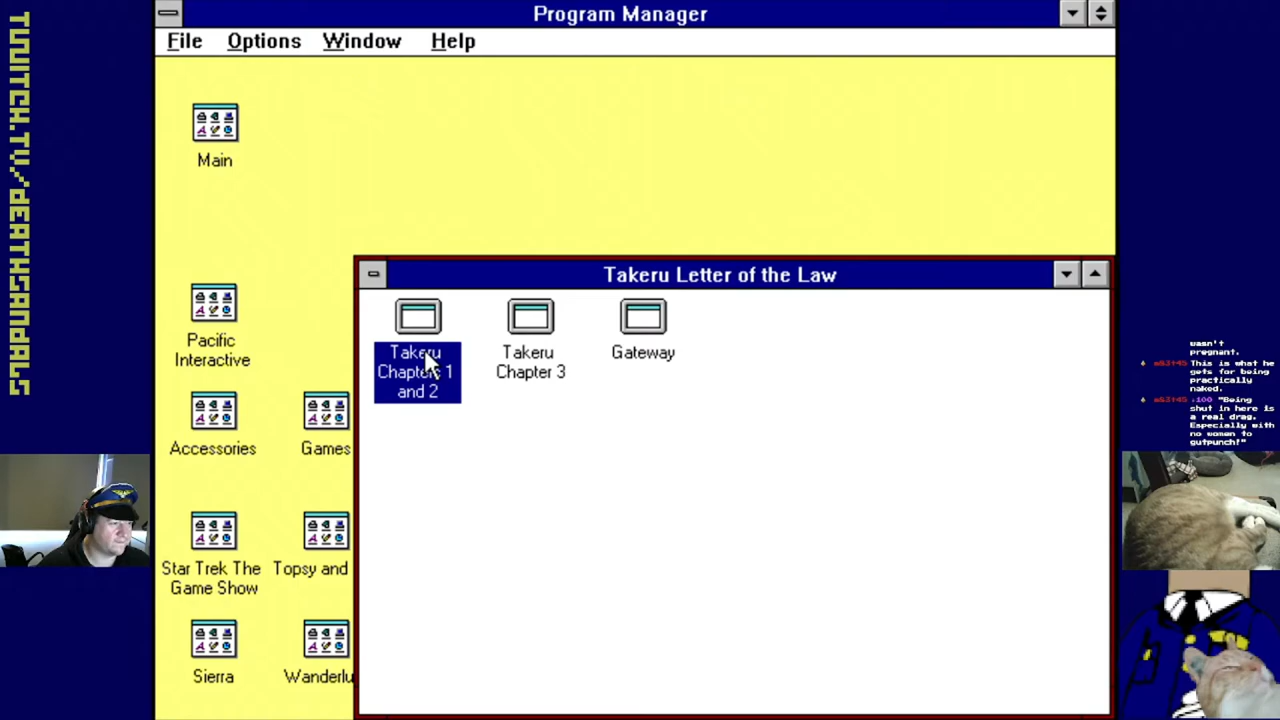 TWITCH.TV/DEATHSANDALS
Program Manager
File Options Window Help
Main
Pacific
Interactive
Accessories
Games
Star Trek The
Game Show
Topsy and
Sierra
Wanderlu
Takeru Letter of the Law
Takeru
Chapters 1
and 2
Takeru
Chapter 3
Gateway
wasn't
pregnant.
This is what he
gets for being
practically
naked.
:100 "Being
shut in here is
a real drag.
Especially with
no women to
gutpunch!"